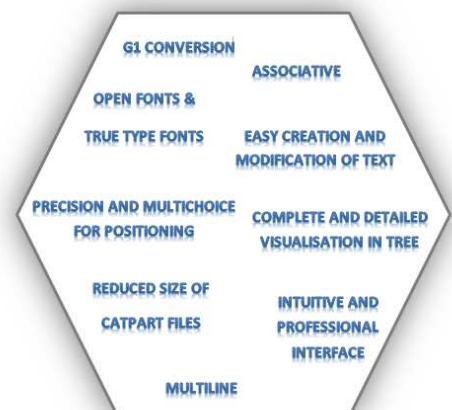 G1 CONVERSION
ASSOCIATIVE
OPEN FONTS &
TRUE TYPE FONTS
EASY CREATION AND
MODIFICATION OF TEXT
PRECISION AND MULTICHOICE
FOR POSITIONING
COMPLETE AND DETAILED
VISUALISATION IN TREE
REDUCED SIZE OF
CATPART FILES
INTUITIVE AND
PROFESSIONAL
INTERFACE
MULTILINE